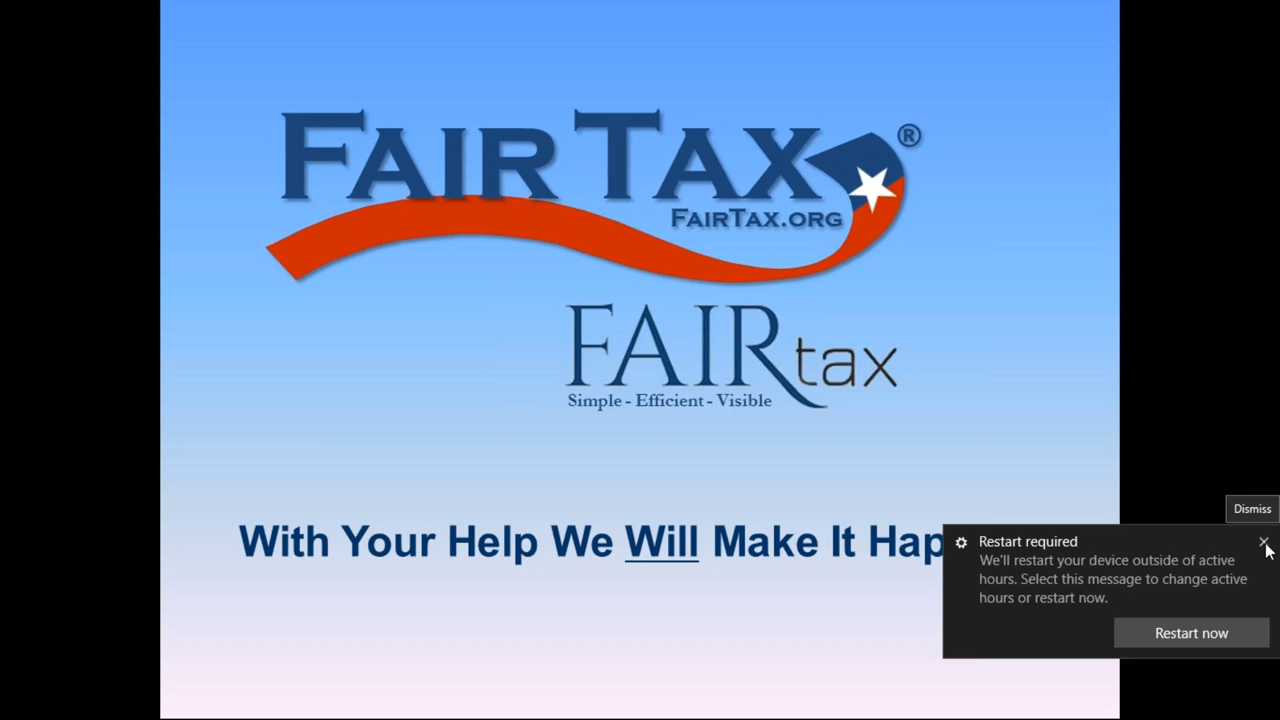 FAIRTAX®
FAIRTAX.ORG
FAIRtax
Simple - Efficient - Visible
With Your Help We Will Make It Hap
Dismiss
Restart required
We'll restart your device outside of active
hours. Select this message to change active
hours or restart now.
Restart now